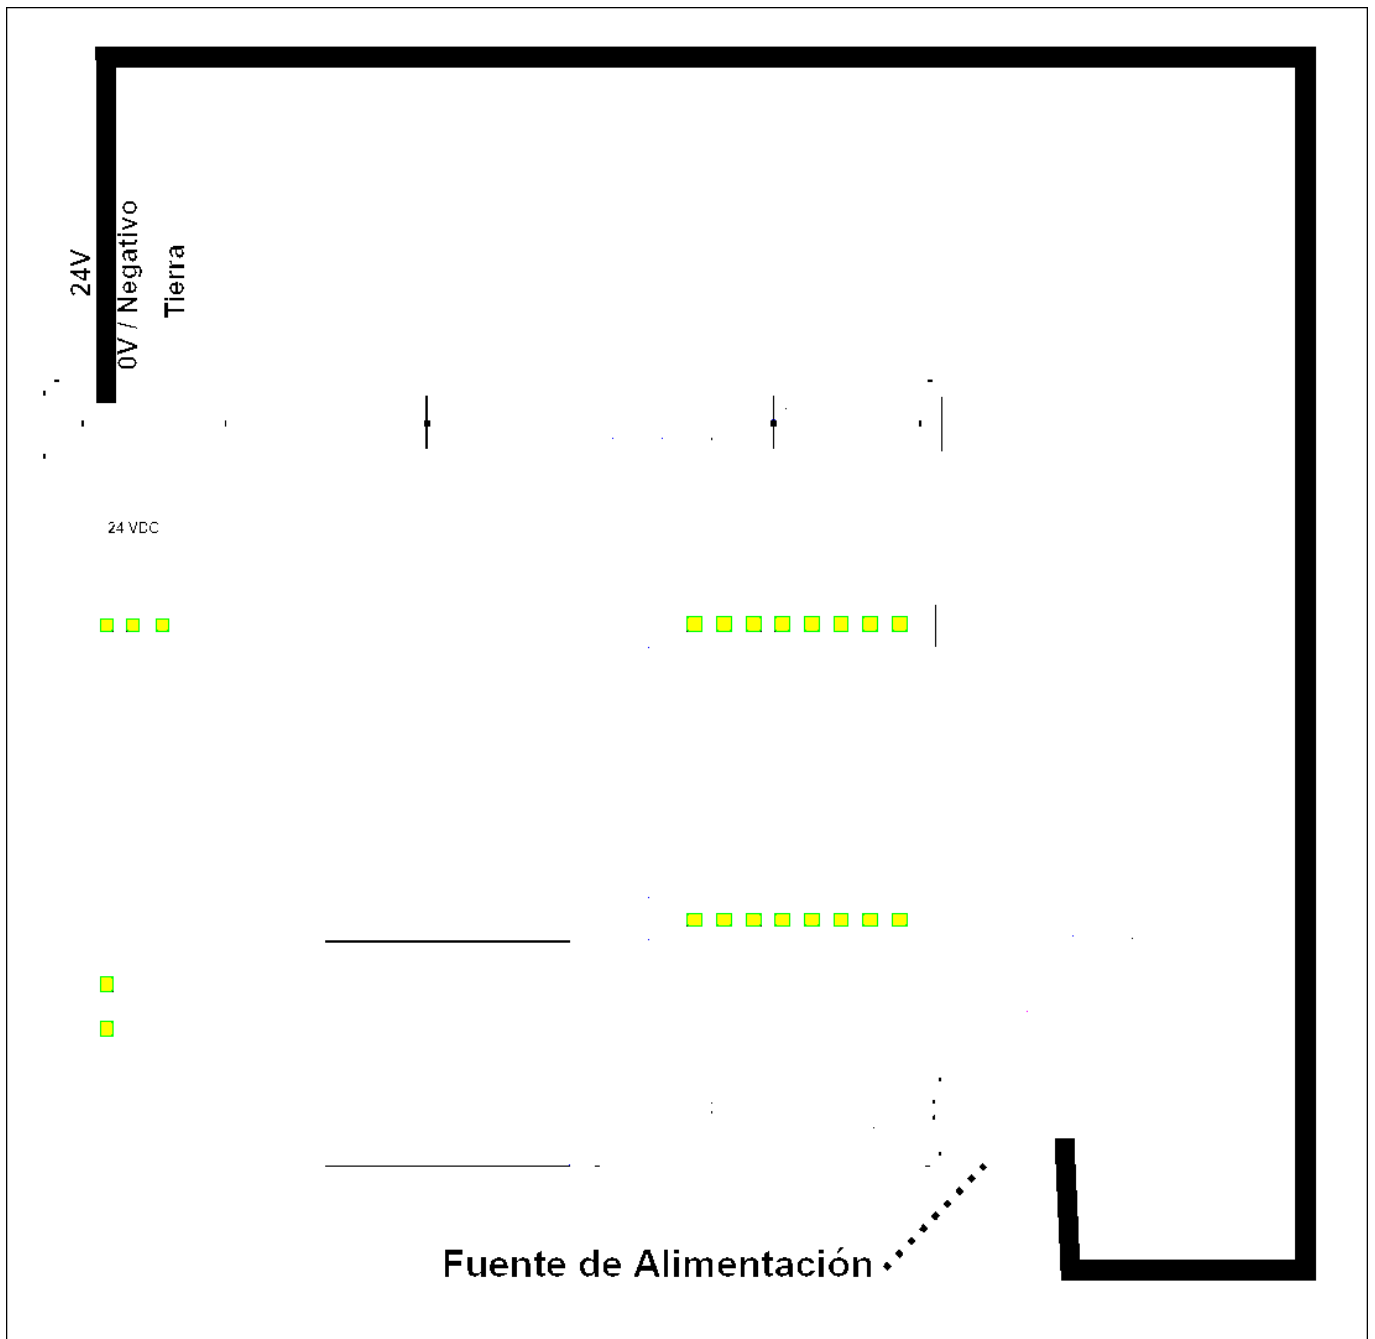 24V
0V / Negativo
Tierra
24 VDC
Fuente de Alimentación